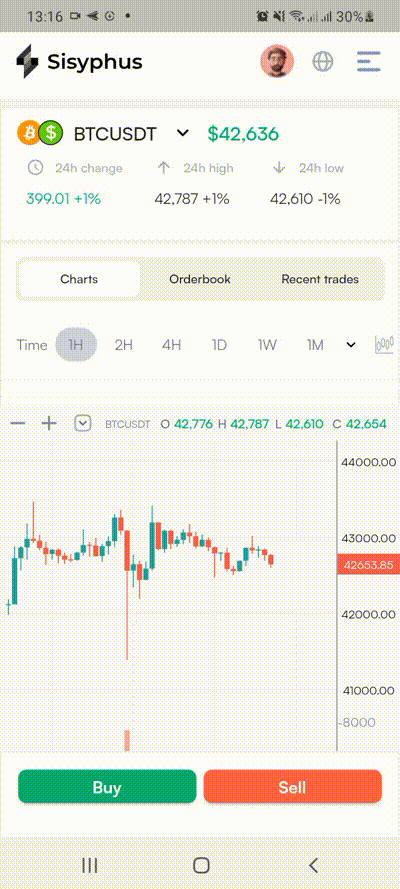 13:16 30%
Sisyphus
BTCUSDT $42,636
24h change 24h high 24h low
399.01 +1% 42,787 +1% 42,610 -1%
Charts Orderbook Recent trades
Time 1H 2H 4H 1D 1W 1M
BTCUSDT O 42,776 H 42,787 L 42,610 C 42,654
44000.00
43000.00
42653.85
42000.00
41000.00
-8000
Buy Sell